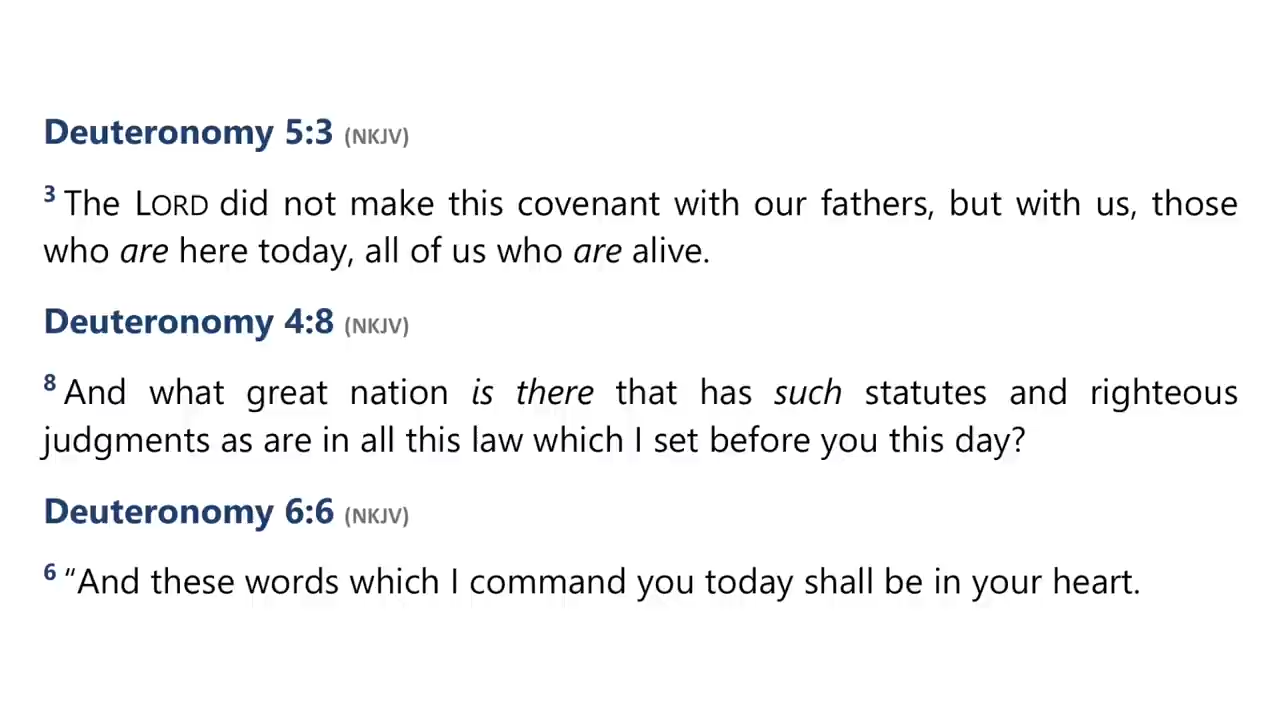 Deuteronomy 5:3 (NKJV)
3 The LORD did not make this covenant with our fathers, but with us, those
who are here today, all of us who are alive.
Deuteronomy 4:8 (NKJV)
8 And what great nation is there that has such statutes and righteous
judgments as are in all this law which I set before you this day?
Deuteronomy 6:6 (NKJV)
6 “And these words which I command you today shall be in your heart.